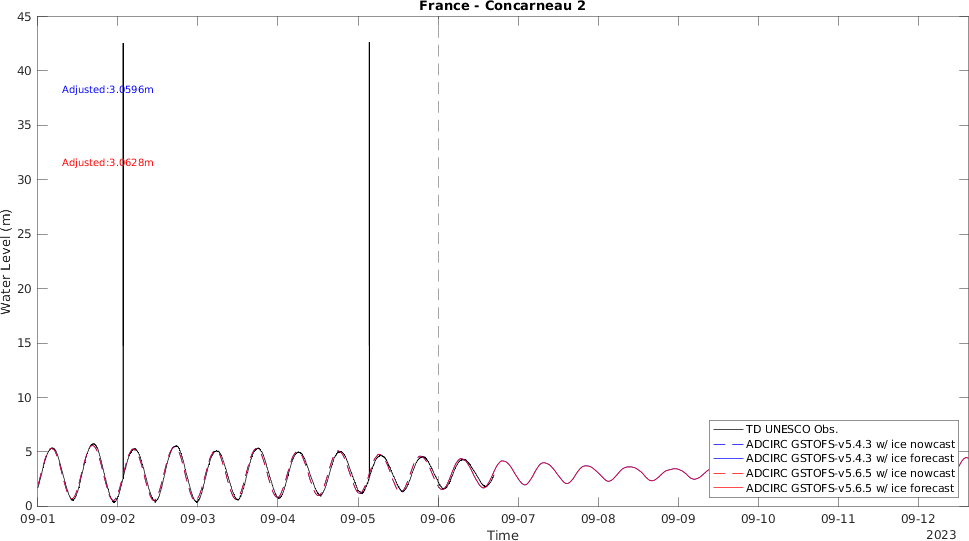 France - Concarneau 2
45
40
35
30
25
20
15
10
5
0
Water Level (m)
Adjusted:3.0596m
Adjusted:3.0628m
TD UNESCO Obs.
ADCIRC GSTOFS-v5.4.3 w/ ice nowcast
ADCIRC GSTOFS-v5.4.3 w/ ice forecast
ADCIRC GSTOFS-v5.6.5 w/ ice nowcast
ADCIRC GSTOFS-v5.6.5 w/ ice forecast
09-01 09-02 09-03 09-04 09-05 09-06 09-07 09-08 09-09 09-10 09-11 09-12
Time
2023